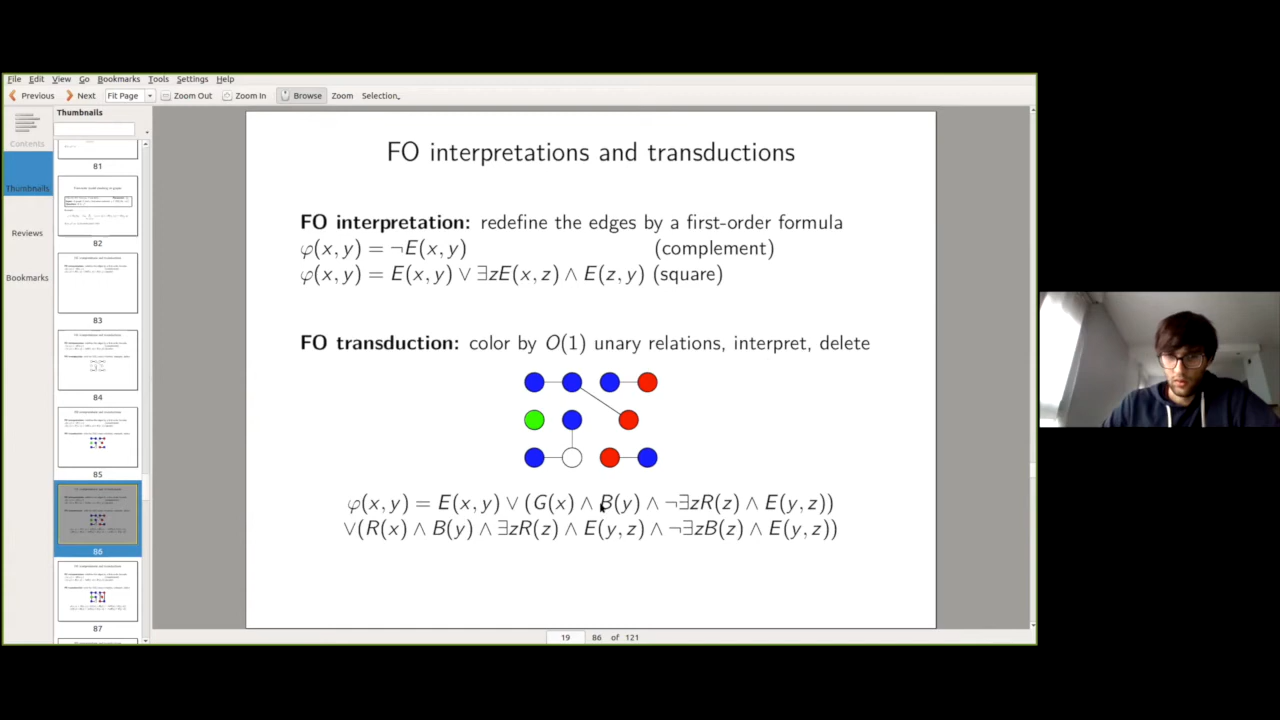 File Edit View Go Bookmarks Tools Settings Help
Previous Next Fit Page Zoom Out Zoom In Browse Zoom Selection
Contents
Thumbnails
Reviews
Bookmarks
Thumbnails
81
82
83
84
85
86
87
FO interpretations and transductions
FO interpretation: redefine the edges by a first-order formula
φ(x, y) = ¬E(x, y) (complement)
φ(x, y) = E(x, y) ∨ ∃zE(x, z) ∧ E(z, y) (square)
FO transduction: color by O(1) unary relations, interpret, delete
φ(x, y) = E(x, y) ∨ (G(x) ∧ B(y) ∧ ¬∃zR(z) ∧ E(y, z))
∨(R(x) ∧ B(y) ∧ ∃zR(z) ∧ E(y, z) ∧ ¬∃zB(z) ∧ E(y, z))
19 86 of 121